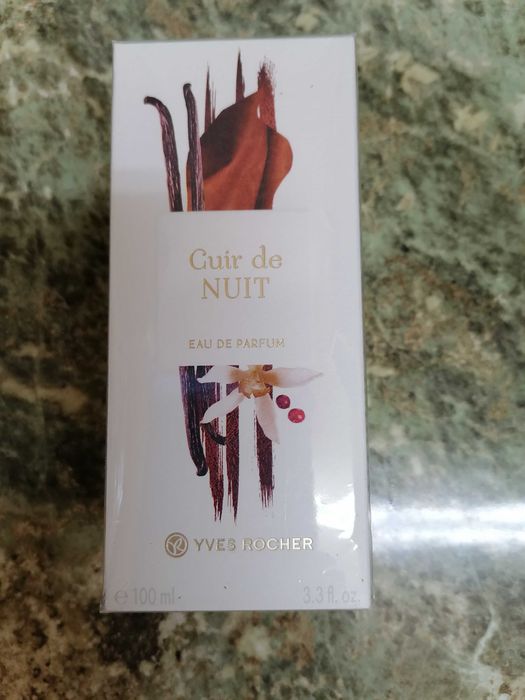 Cuir de
NUIT
EAU DE PARFUM
YVES ROCHER
℮ 100 ml 3.3 fl. oz.